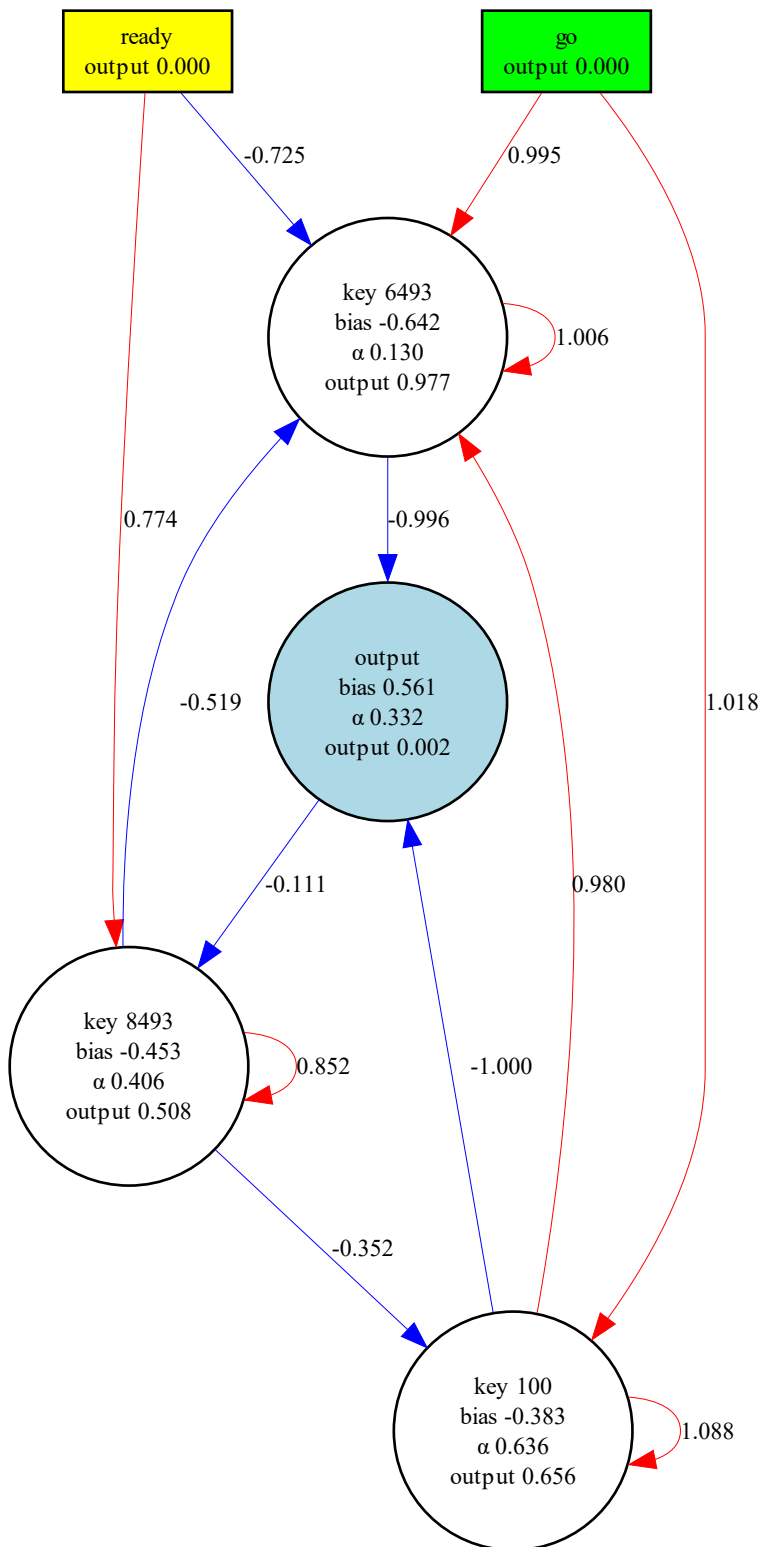 ready
output 0.000
go
output 0.000
-0.725
0.995
key 6493
bias -0.642
α 0.130
output 0.977
1.006
0.774
-0.996
output
bias 0.561
α 0.332
output 0.002
-0.519
1.018
-0.111
0.980
key 8493
bias -0.453
α 0.406
output 0.508
0.852
-1.000
-0.352
key 100
bias -0.383
α 0.636
output 0.656
1.088